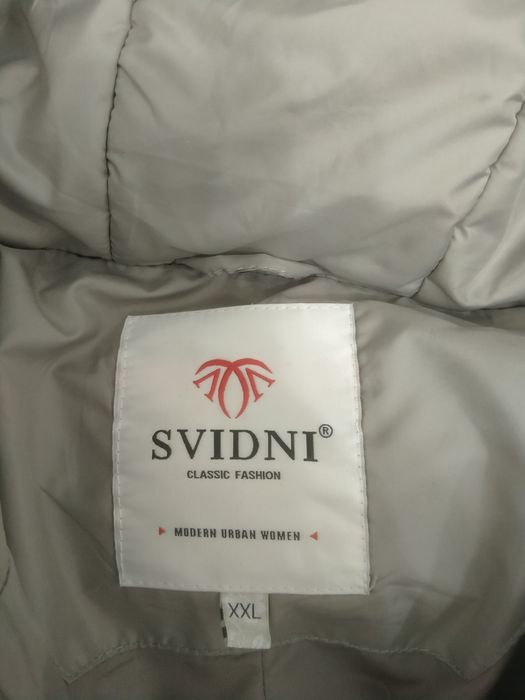 SVIDNI®
CLASSIC FASHION
MODERN URBAN WOMEN
XXL